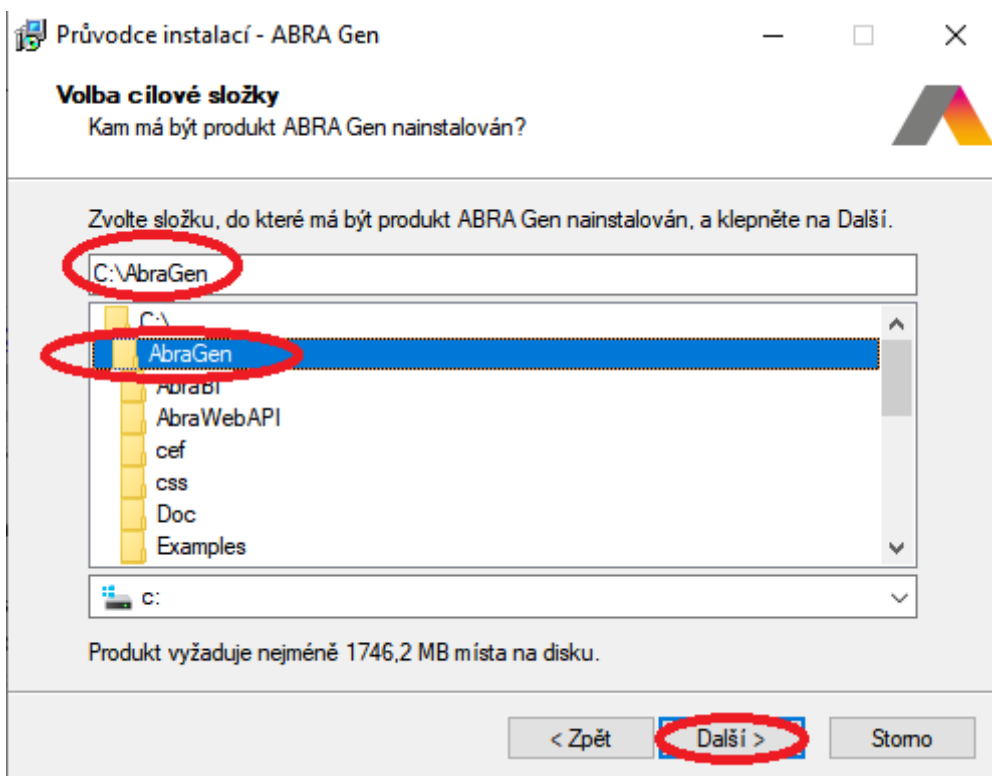 Průvodce instalací - ABRA Gen
Volba cílové složky
Kam má být produkt ABRA Gen nainstalován?
Zvolte složku, do které má být produkt ABRA Gen nainstalován, a klepněte na Další.
C:\AbraGen
C:\
AbraGen
AbraBI
AbraWebAPI
cef
css
Doc
Examples
c:
Produkt vyžaduje nejméně 1746,2 MB místa na disku.
< Zpět Další > Storno